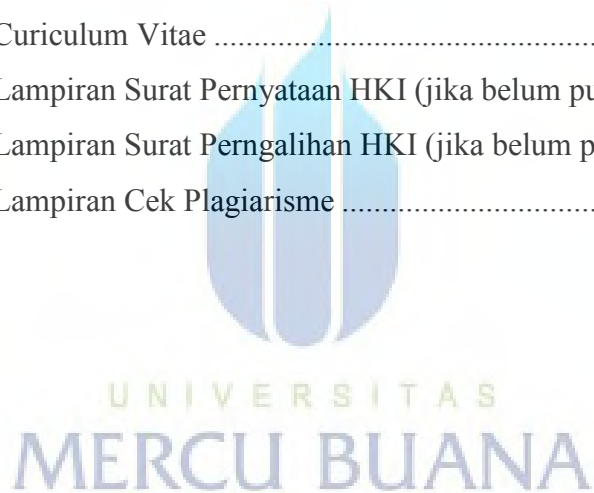 Curiculum Vitae ........................................................
Lampiran Surat Pernyataan HKI (jika belum
Lampiran Surat Perngalihan HKI (jika belum
Lampiran Cek Plagiarisme .....................................
UNIVERSITAS
MERCU BUANA